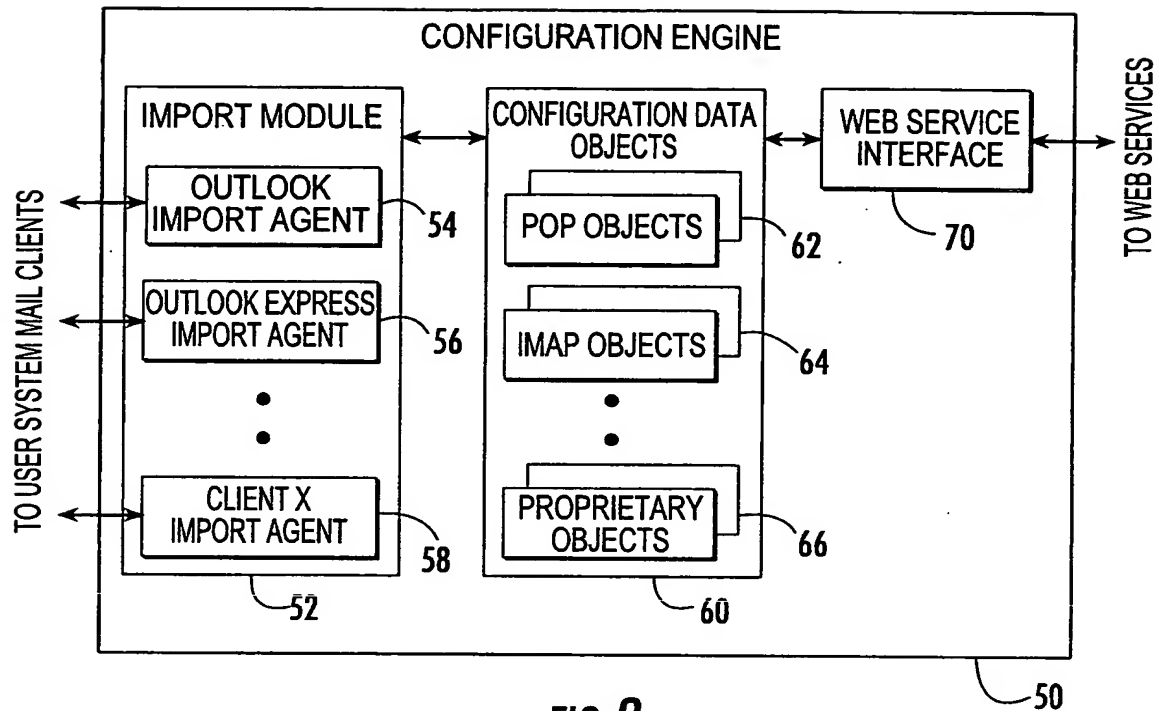 CONFIGURATION ENGINE
IMPORT MODULE
OUTLOOK
IMPORT AGENT
54
OUTLOOK EXPRESS
IMPORT AGENT
56
CLIENT X
IMPORT AGENT
58
52
CONFIGURATION DATA
OBJECTS
POP OBJECTS
62
IMAP OBJECTS
64
PROPRIETARY
OBJECTS
66
60
WEB SERVICE
INTERFACE
70
TO USER SYSTEM MAIL CLIENTS
TO WEB SERVICES
50